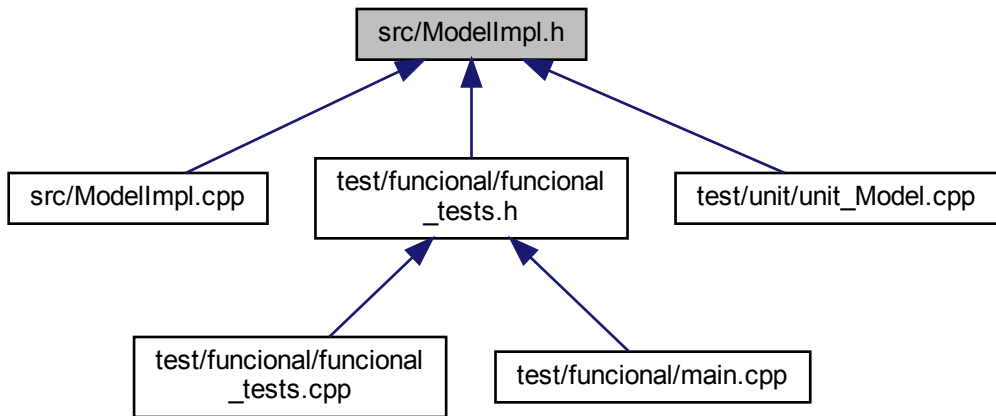 src/ModelImpl.h
src/ModelImpl.cpp
test/funcional/funcional
_tests.h
test/unit/unit_Model.cpp
test/funcional/funcional
_tests.cpp
test/funcional/main.cpp